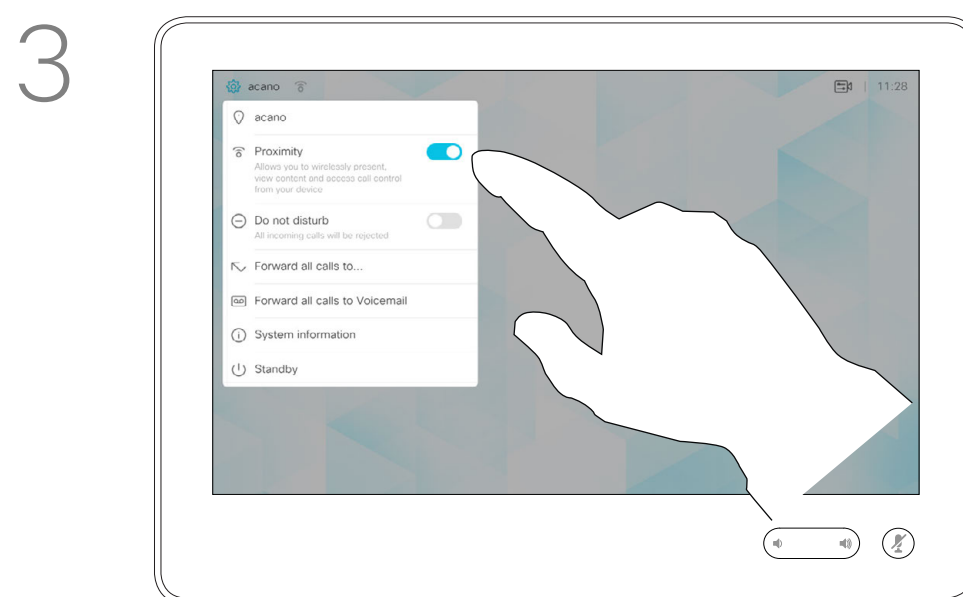 3
acano
11:28
acano
Proximity
Allows you to wirelessly present,
view content and access call control
from your device
Do not disturb
All incoming calls will be rejected
Forward all calls to...
Forward all calls to Voicemail
System information
Standby